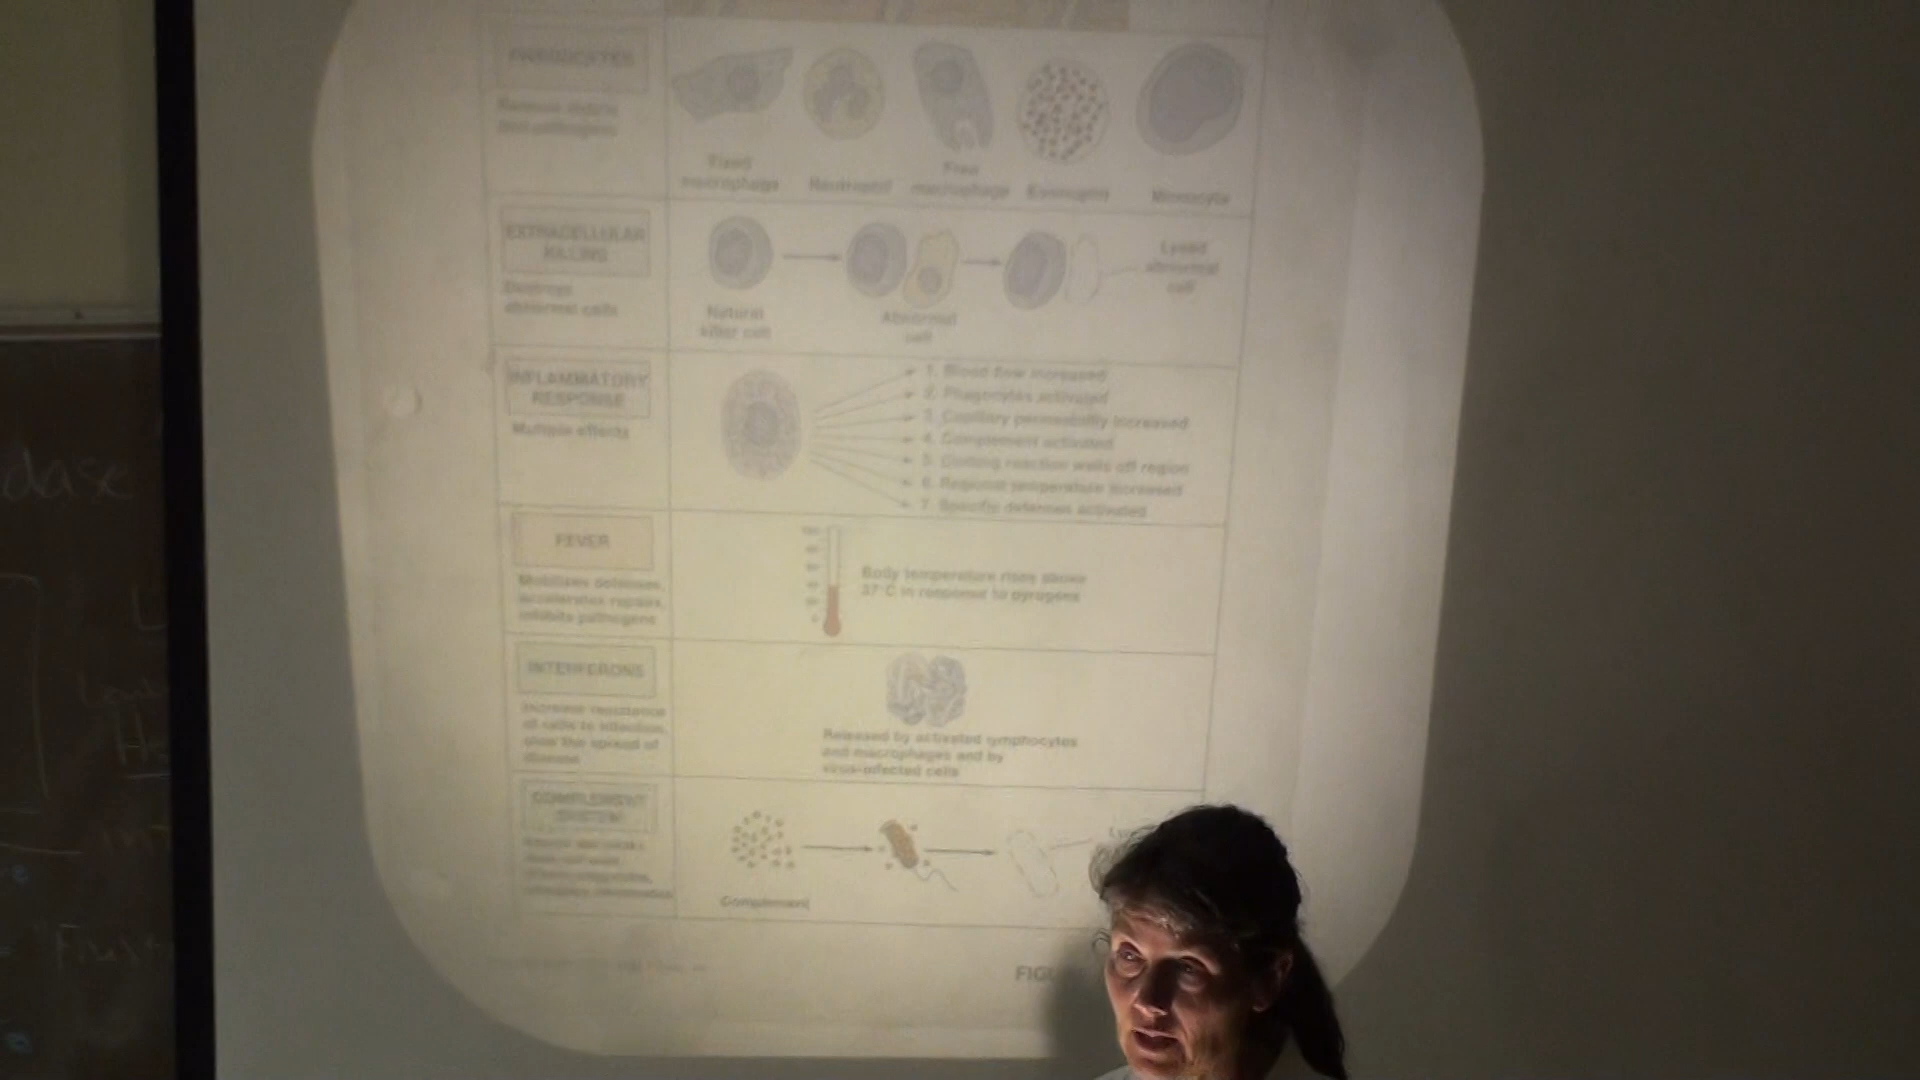 PHAGOCYTES
Remove debris
and pathogens
Fixed
macrophage
Neutrophil
Free
macrophage
Eosinophil
Monocyte
EXTRACELLULAR
KILLING
Destroys
abnormal cells
Natural
killer cell
Abnormal
cell
Lysed
abnormal
cell
INFLAMMATORY
RESPONSE
Multiple effects
1. Blood flow increased
2. Phagocytes activated
3. Capillary permeability increased
4. Complement activated
5. Clotting reaction walls off region
6. Regional temperature increased
7. Specific defenses activated
FEVER
Mobilizes defenses,
accelerates repairs,
inhibits pathogens
Body temperature rises above
37°C in response to pyrogens
INTERFERONS
Increase resistance
of cells to infection,
slow the spread of
disease
Released by activated lymphocytes
and macrophages and by
virus-infected cells
COMPLEMENT
SYSTEM
Complement
dase